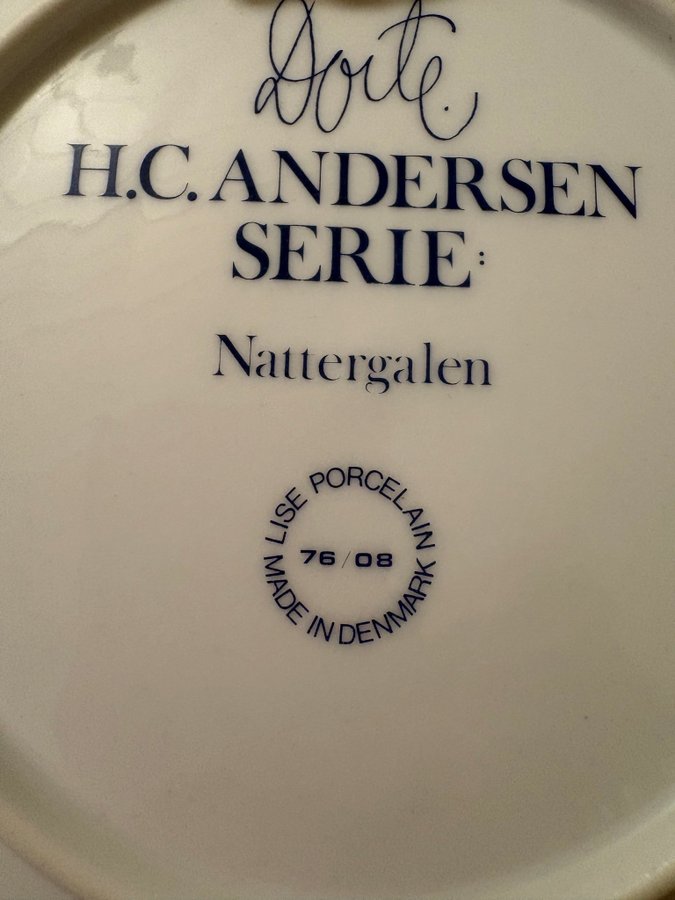 Dorte.
H.C. ANDERSEN
SERIE:
Nattergalen
LISE PORCELAIN
76/08
MADE IN DENMARK